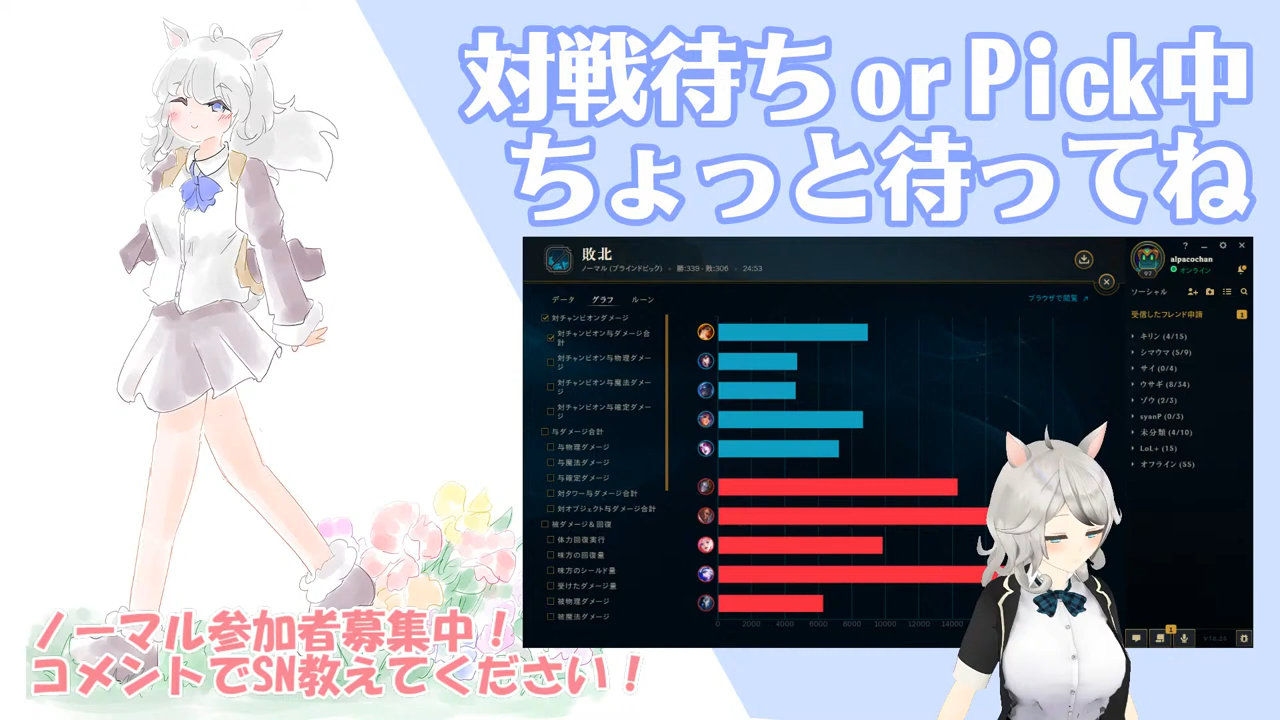 対戦待ち or Pick中
ちょっと待ってね
敗北
ノーマル (ブラインドピック) ・ 勝:339 - 敗:306 ・ 24:53
データ グラフ ルーン
ブラウザで閲覧
対チャンピオンダメージ
対チャンピオン与ダメージ合
計
対チャンピオン与物理ダメー
ジ
対チャンピオン与魔法ダメー
ジ
対チャンピオン与確定ダメー
ジ
与ダメージ合計
与物理ダメージ
与魔法ダメージ
与確定ダメージ
対タワー与ダメージ合計
対オブジェクト与ダメージ合計
被ダメージ&回復
体力回復実行
味方の回復量
味方のシールド量
受けたダメージ量
被物理ダメージ
被魔法ダメージ
0 2000 4000 6000 8000 10000 12000 14000
97
alpacochan
オンライン
ソーシャル
受信したフレンド申請 1
キリン (4/15)
シマウマ (5/9)
サイ (0/4)
ウサギ (8/34)
ゾウ (2/3)
syanP (0/3)
未分類 (4/10)
LoL+ (15)
オフライン (55)
1
ノーマル参加者募集中！
コメントでSN教えてください！